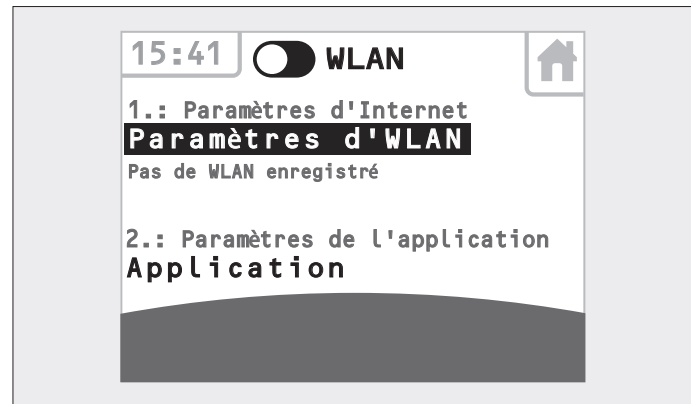 15:41 WLAN
1.: Paramètres d'Internet
Paramètres d'WLAN
Pas de WLAN enregistré
2.: Paramètres de l'application
Application